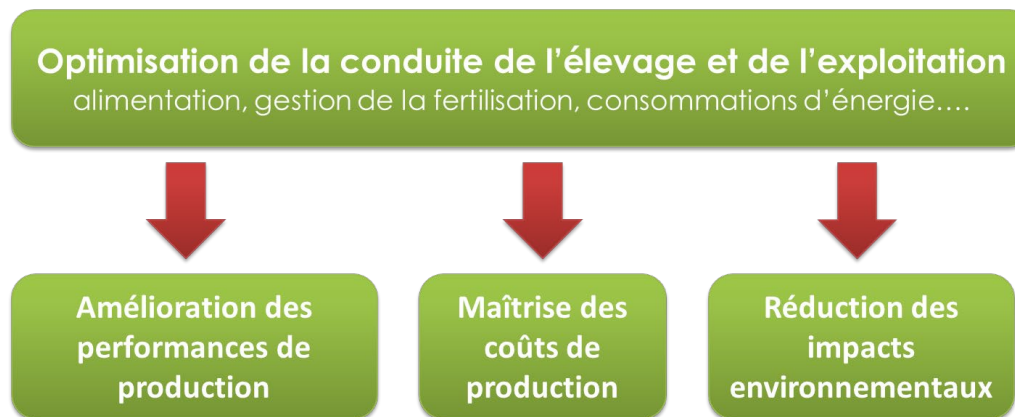 Optimisation de la conduite de l'élevage et de l'exploitation
alimentation, gestion de la fertilisation, consommations d'énergie....
Amélioration des
performances de
production
Maîtrise des
coûts de
production
Réduction des
impacts
environnementaux